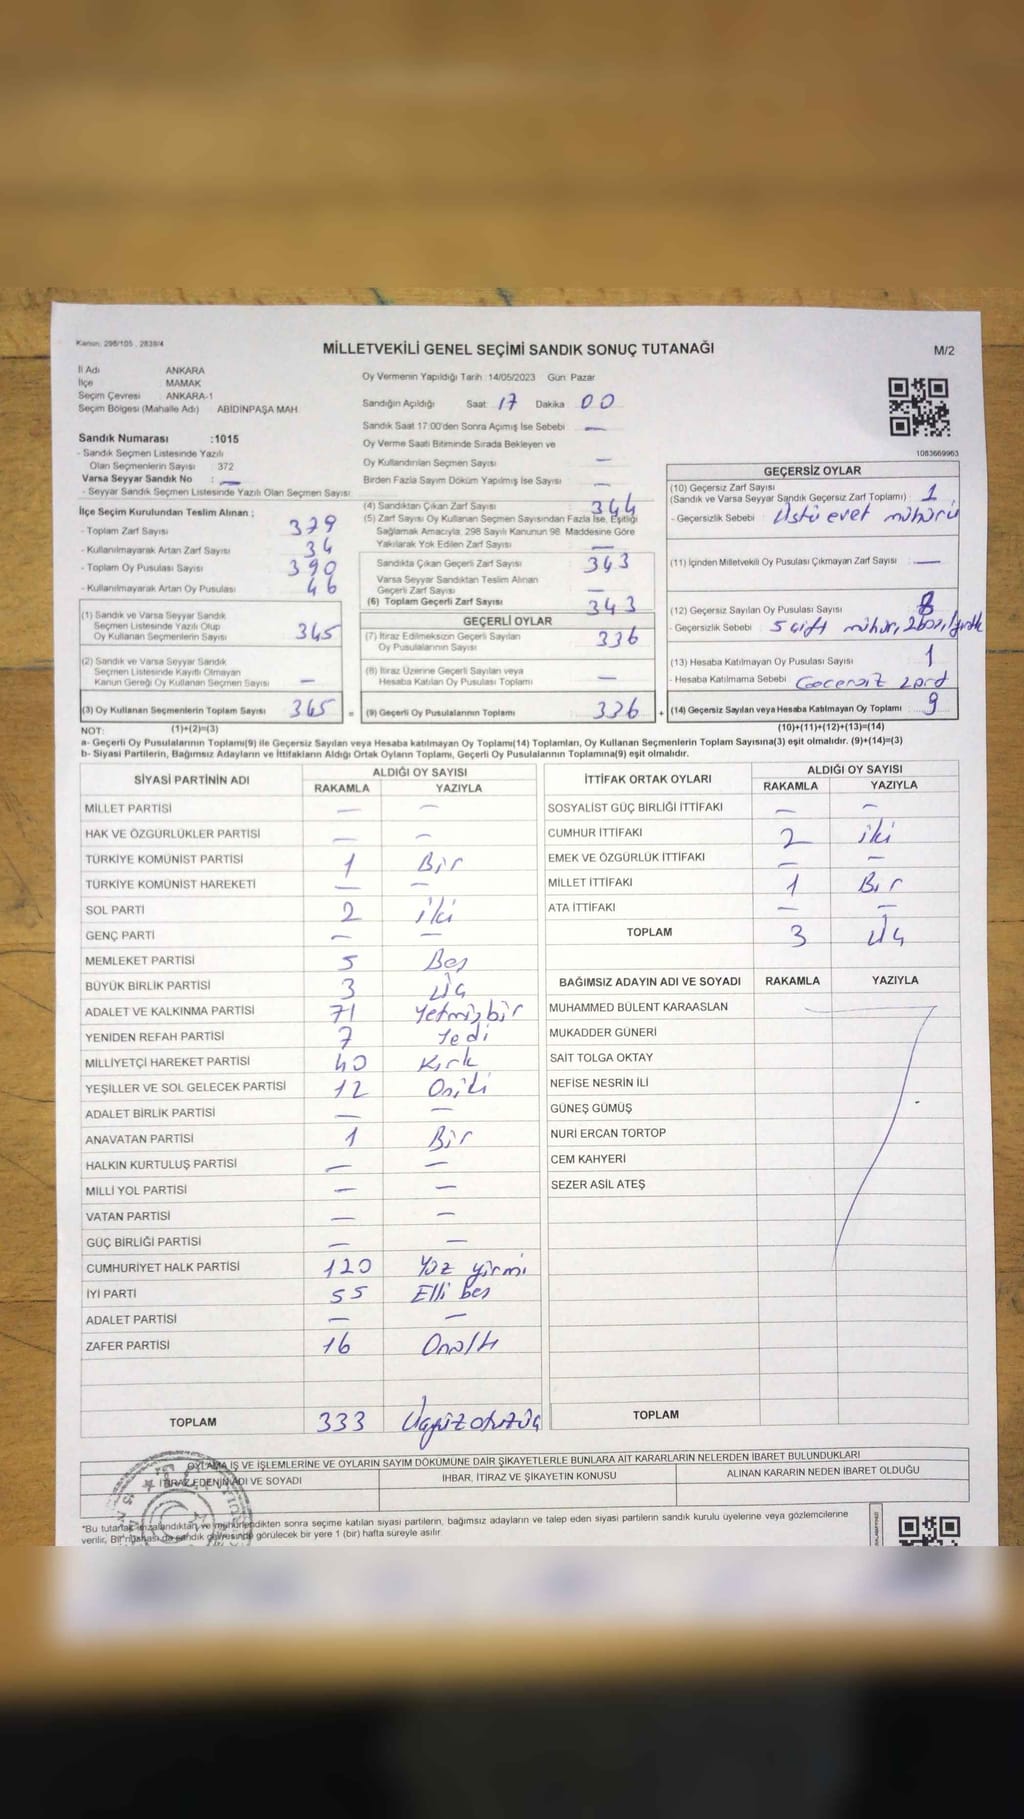 Kanun: 298/105 , 2839/4
MİLLETVEKİLİ GENEL SEÇİMİ SANDIK SONUÇ TUTANAĞI
M/2
İl Adı ANKARA
İlçe MAMAK
Seçim Çevresi : ANKARA-1
Seçim Bölgesi (Mahalle Adı) ABİDİNPAŞA MAH.
Sandık Numarası :1015
- Sandık Seçmen Listesinde Yazılı
Olan Seçmenlerin Sayısı : 372
Varsa Seyyar Sandık No : —
- Seyyar Sandık Seçmen Listesinde Yazılı Olan Seçmen Sayısı
İlçe Seçim Kurulundan Teslim Alınan ;
- Toplam Zarf Sayısı 379
- Kullanılmayarak Artan Zarf Sayısı 34
- Toplam Oy Pusulası Sayısı 390
- Kullanılmayarak Artan Oy Pusulası 46
(1) Sandık ve Varsa Seyyar Sandık
Seçmen Listesinde Yazılı Olup
Oy Kullanan Seçmenlerin Sayısı 345
(2) Sandık ve Varsa Seyyar Sandık
Seçmen Listesinde Kayıtlı Olmayan
Kanun Gereği Oy Kullanan Seçmen Sayısı —
(3) Oy Kullanan Seçmenlerin Toplam Sayısı 345 =
Oy Vermenin Yapıldığı Tarih :14/05/2023 Gün: Pazar
Sandığın Açıldığı Saat 17 Dakika 00
Sandık Saat 17:00'den Sonra Açımış İse Sebebi —
Oy Verme Saati Bitiminde Sırada Bekleyen ve
Oy Kullandırılan Seçmen Sayısı —
Birden Fazla Sayım Döküm Yapılmış İse Sayısı —
(4) Sandıktan Çıkan Zarf Sayısı 344
(5) Zarf Sayısı Oy Kullanan Seçmen Sayısından Fazla İse, Eşitliği
Sağlamak Amacıyla, 298 Sayılı Kanunun 98. Maddesine Göre
Yakılarak Yok Edilen Zarf Sayısı —
Sandıkta Çıkan Geçerli Zarf Sayısı 343
Varsa Seyyar Sandıktan Teslim Alınan
Geçerli Zarf Sayısı —
(6) Toplam Geçerli Zarf Sayısı 343
GEÇERLİ OYLAR
(7) İtiraz Edilmeksizin Geçerli Sayılan
Oy Pusulalarının Sayısı 336
(8) İtiraz Üzerine Geçerli Sayılan veya
Hesaba Katılan Oy Pusulası Toplamı —
(9) Geçerli Oy Pusulalarının Toplamı 336 +
1083669963
GEÇERSİZ OYLAR
(10) Geçersiz Zarf Sayısı
(Sandık ve Varsa Seyyar Sandık Geçersiz Zarf Toplamı) 1
- Geçersizlik Sebebi : üstü evet mühürü
(11) İçinden Milletvekili Oy Pusulası Çıkmayan Zarf Sayısı —
(12) Geçersiz Sayılan Oy Pusulası Sayısı 8
- Geçersizlik Sebebi 5 çift mühür, 2 boş, 1 yırtık
(13) Hesaba Katılmayan Oy Pusulası Sayısı 1
- Hesaba Katılmama Sebebi Geçersiz zarf
(14) Geçersiz Sayılan veya Hesaba Katılmayan Oy Toplamı 9
NOT: (1)+(2)=(3) (10)+(11)+(12)+(13)=(14)
a- Geçerli Oy Pusulalarının Toplamı(9) ile Geçersiz Sayılan veya Hesaba katılmayan Oy Toplamı(14) Toplamları, Oy Kullanan Seçmenlerin Toplam Sayısına(3) eşit olmalıdır. (9)+(14)=(3)
b- Siyasi Partilerin, Bağımsız Adayların ve İttifakların Aldığı Ortak Oyların Toplamı, Geçerli Oy Pusulalarının Toplamına(9) eşit olmalıdır.
SİYASİ PARTİNİN ADI ALDIĞI OY SAYISI
RAKAMLA YAZIYLA
MİLLET PARTİSİ — —
HAK VE ÖZGÜRLÜKLER PARTİSİ — —
TÜRKİYE KOMÜNİST PARTİSİ 1 Bir
TÜRKİYE KOMÜNİST HAREKETİ — —
SOL PARTİ 2 iki
GENÇ PARTİ — —
MEMLEKET PARTİSİ 5 Beş
BÜYÜK BİRLİK PARTİSİ 3 üç
ADALET VE KALKINMA PARTİSİ 71 Yetmişbir
YENİDEN REFAH PARTİSİ 7 Yedi
MİLLİYETÇİ HAREKET PARTİSİ 40 Kırk
YEŞİLLER VE SOL GELECEK PARTİSİ 12 Oniki
ADALET BİRLİK PARTİSİ — —
ANAVATAN PARTİSİ 1 Bir
HALKIN KURTULUŞ PARTİSİ — —
MİLLİ YOL PARTİSİ — —
VATAN PARTİSİ — —
GÜÇ BİRLİĞİ PARTİSİ — —
CUMHURİYET HALK PARTİSİ 120 Yüz yirmi
İYİ PARTİ 55 Elli beş
ADALET PARTİSİ — —
ZAFER PARTİSİ 16 Onaltı
TOPLAM 333 Üçyüzotuzüç
İTTİFAK ORTAK OYLARI ALDIĞI OY SAYISI
RAKAMLA YAZIYLA
SOSYALİST GÜÇ BİRLİĞİ İTTİFAKI — —
CUMHUR İTTİFAKI 2 iki
EMEK VE ÖZGÜRLÜK İTTİFAKI — —
MİLLET İTTİFAKI 1 Bir
ATA İTTİFAKI — —
TOPLAM 3 üç
BAĞIMSIZ ADAYIN ADI VE SOYADI RAKAMLA YAZIYLA
MUHAMMED BÜLENT KARAASLAN
MUKADDER GÜNERİ
SAİT TOLGA OKTAY
NEFİSE NESRİN İLİ
GÜNEŞ GÜMÜŞ
NURİ ERCAN TORTOP
CEM KAHYERİ
SEZER ASİL ATEŞ
TOPLAM
OYLAMA İŞ VE İŞLEMLERİNE VE OYLARIN SAYIM DÖKÜMÜNE DAİR ŞİKAYETLERLE BUNLARA AİT KARARLARIN NELERDEN İBARET BULUNDUKLARI
İTİRAZ EDENİN ADI VE SOYADI İHBAR, İTİRAZ VE ŞİKAYETİN KONUSU ALINAN KARARIN NEDEN İBARET OLDUĞU
*Bu tutanak imzalandıktan ve mühürlendikten sonra seçime katılan siyasi partilerin, bağımsız adayların ve talep eden siyasi partilerin sandık kurulu üyelerine veya gözlemcilerine
verilir, Bir nüshası da sandık çevresinde görülecek bir yere 1 (bir) hafta süreyle asılır.